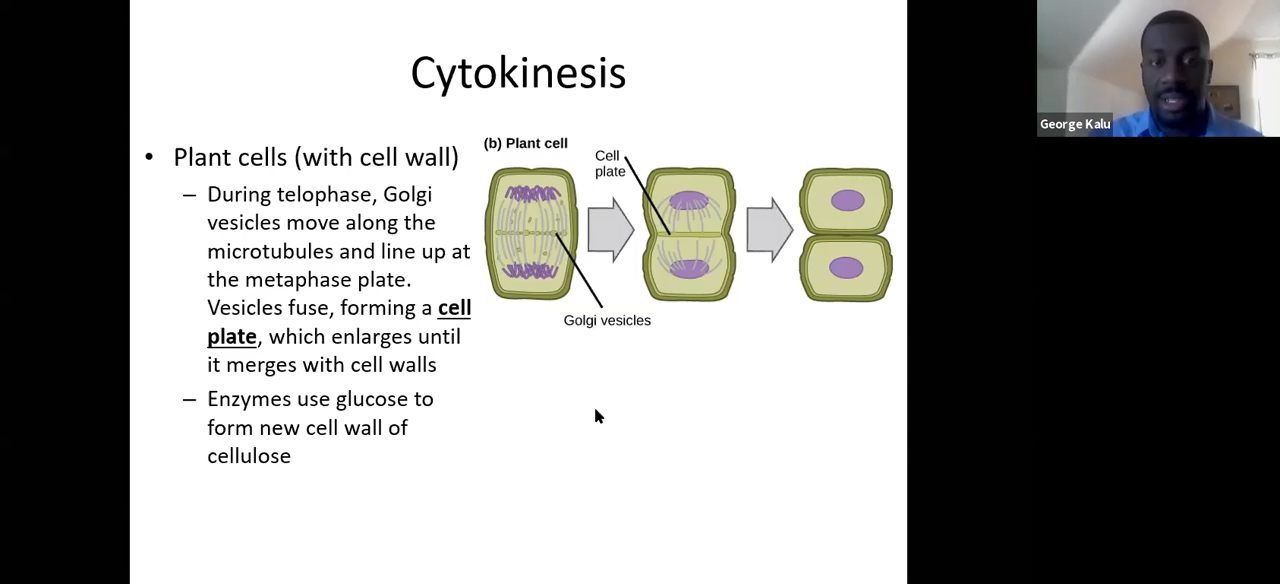 Cytokinesis
• Plant cells (with cell wall)
– During telophase, Golgi
vesicles move along the
microtubules and line up at
the metaphase plate.
Vesicles fuse, forming a cell
plate, which enlarges until
it merges with cell walls
– Enzymes use glucose to
form new cell wall of
cellulose
(b) Plant cell
Cell
plate
Golgi vesicles
George Kalu